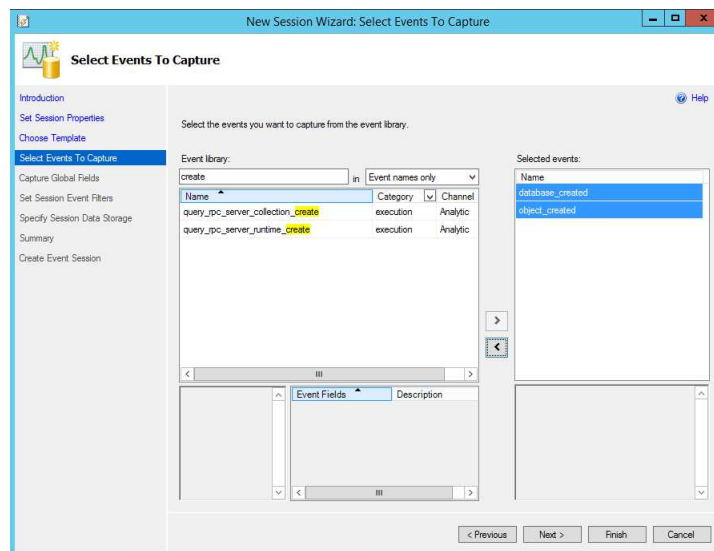 New Session Wizard: Select Events To Capture
Select Events To Capture
Introduction
Set Session Properties
Choose Template
Select Events To Capture
Capture Global Fields
Set Session Event Filters
Specify Session Data Storage
Summary
Create Event Session
Help
Select the events you want to capture from the event library.
Event library:
create in Event names only
Name Category Channel
query_rpc_server_collection_create execution Analytic
query_rpc_server_runtime_create execution Analytic
Event Fields Description
Selected events:
Name
database_created
object_created
< Previous Next > Finish Cancel